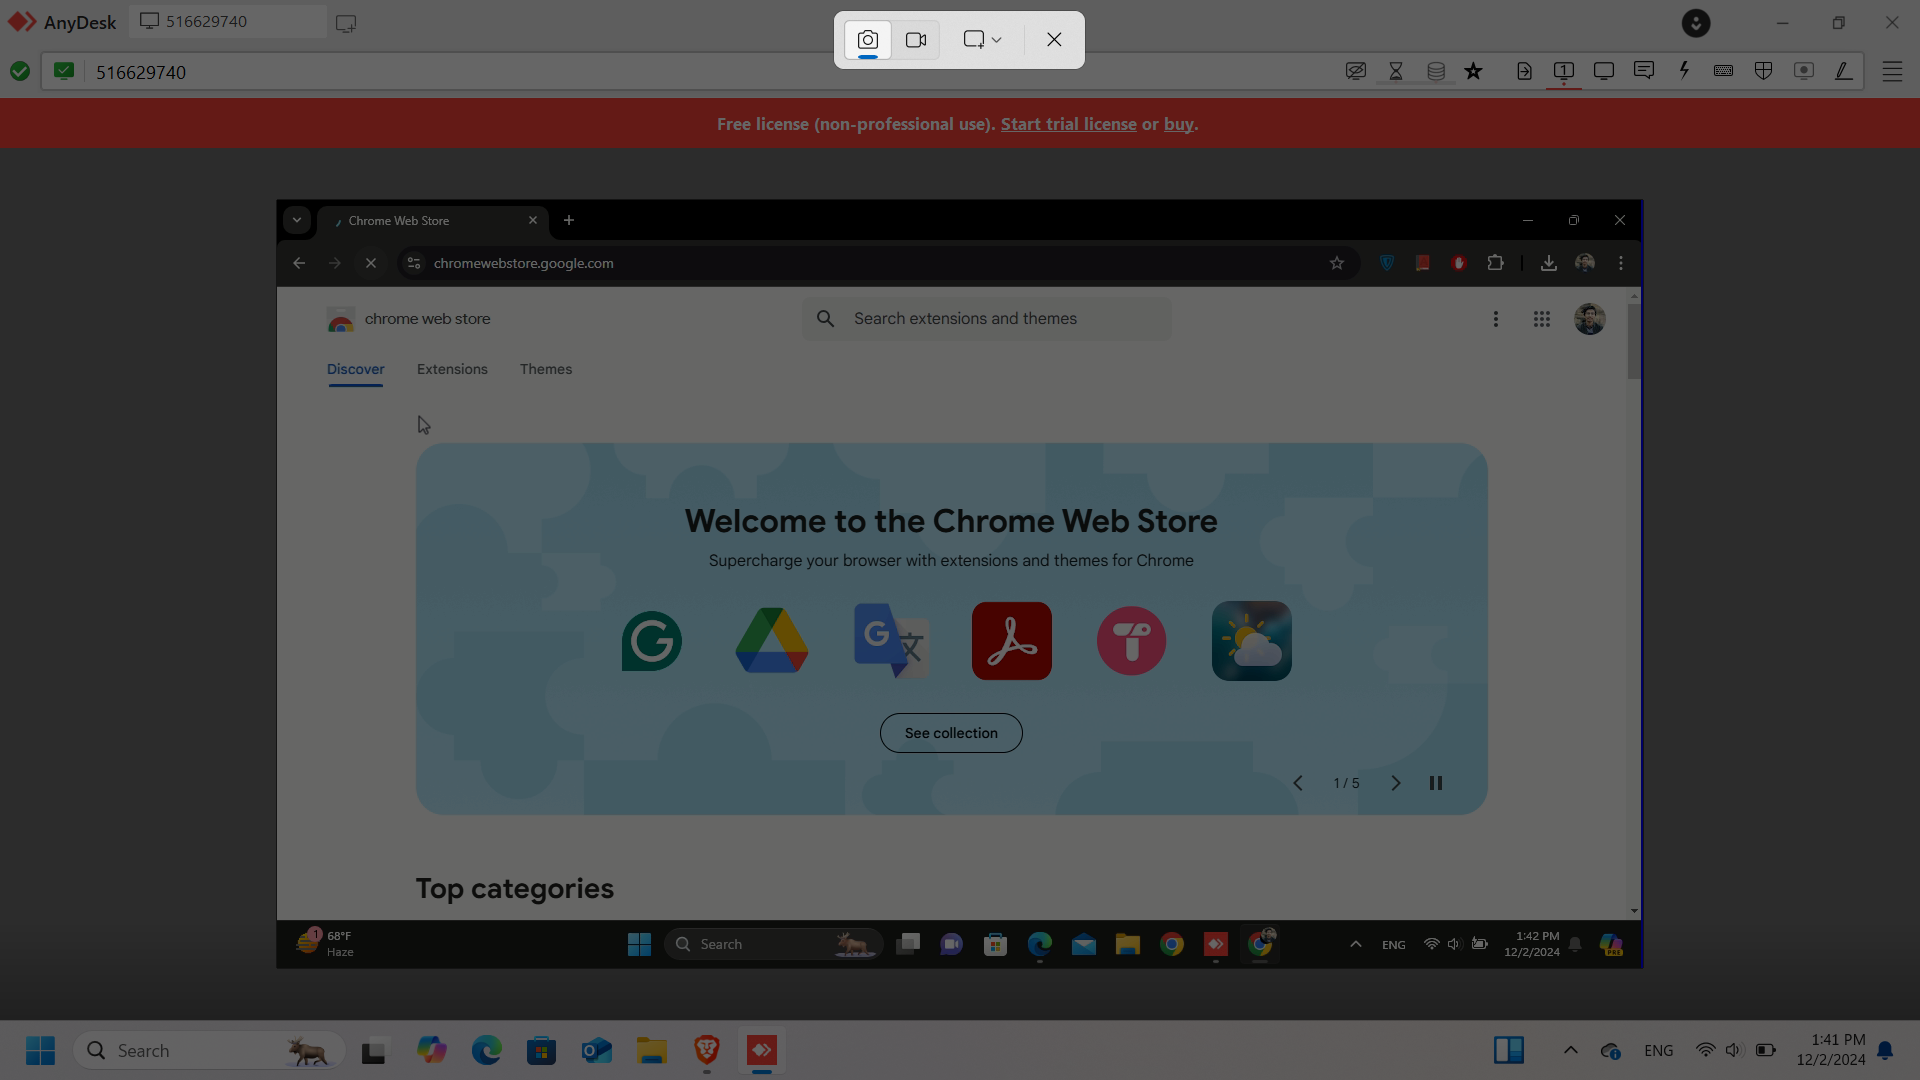 AnyDesk
516629740
516629740
1
Free license (non-professional use). Start trial license or buy.
Chrome Web Store
chromewebstore.google.com
chrome web store
Search extensions and themes
Discover
Extensions
Themes
Welcome to the Chrome Web Store
Supercharge your browser with extensions and themes for Chrome
See collection
1 / 5
Top categories
1
68°F
Haze
Search
ENG
1:42 PM
12/2/2024
PRE
Search
ENG
1:41 PM
12/2/2024